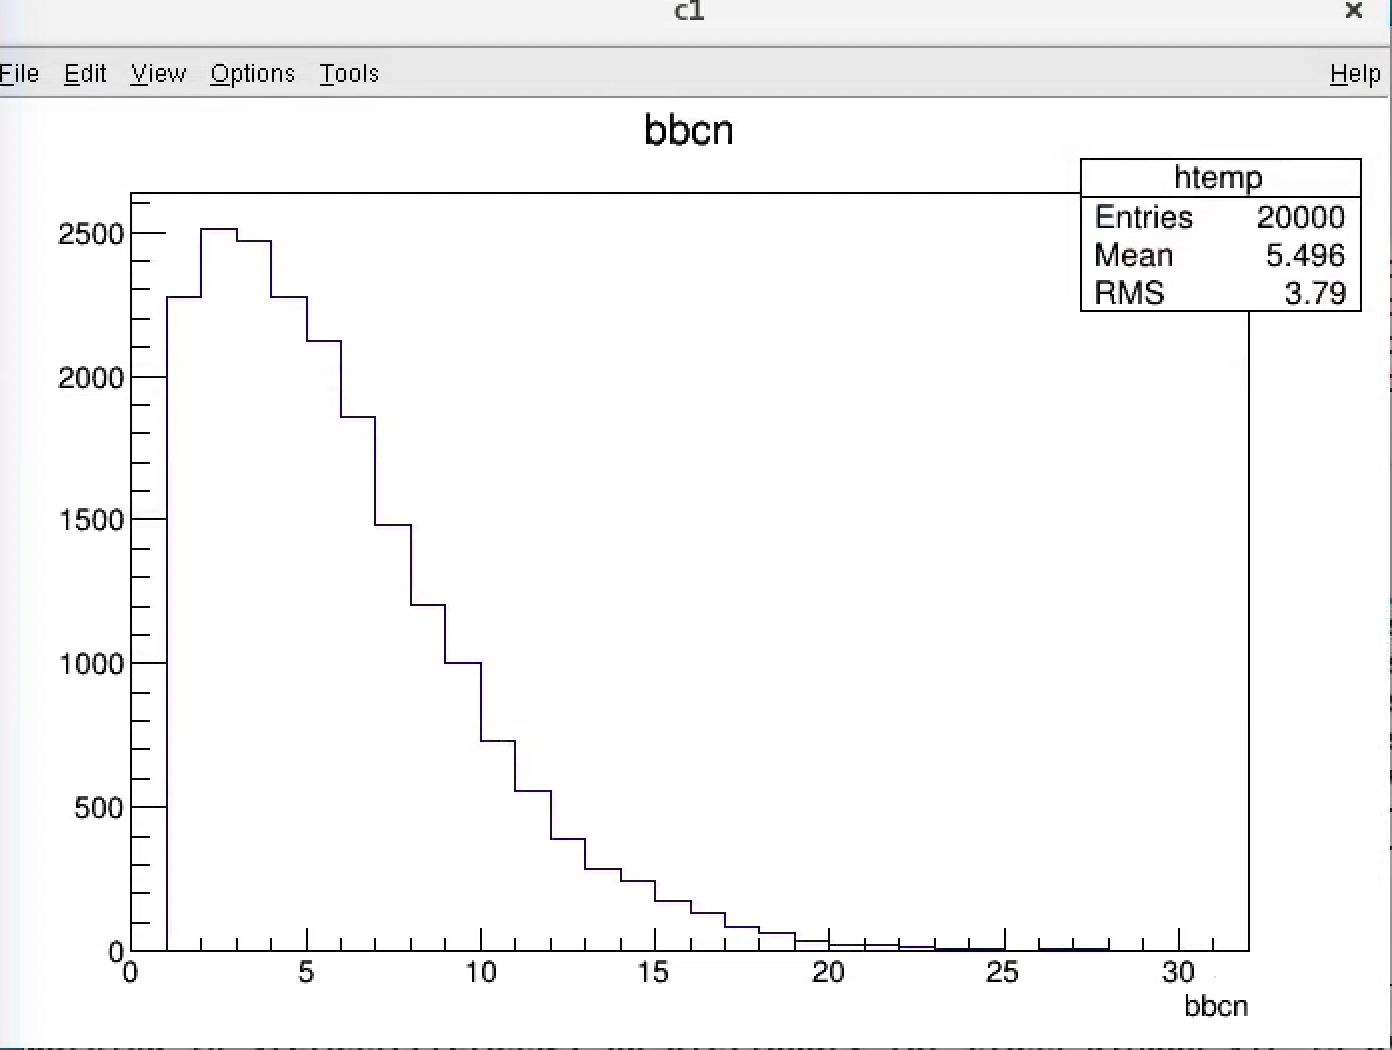 c1 ×
File Edit View Options Tools Help
bbcn
htemp
Entries 20000
Mean 5.496
RMS 3.79
2500
2000
1500
1000
500
0
0 5 10 15 20 25 30
bbcn